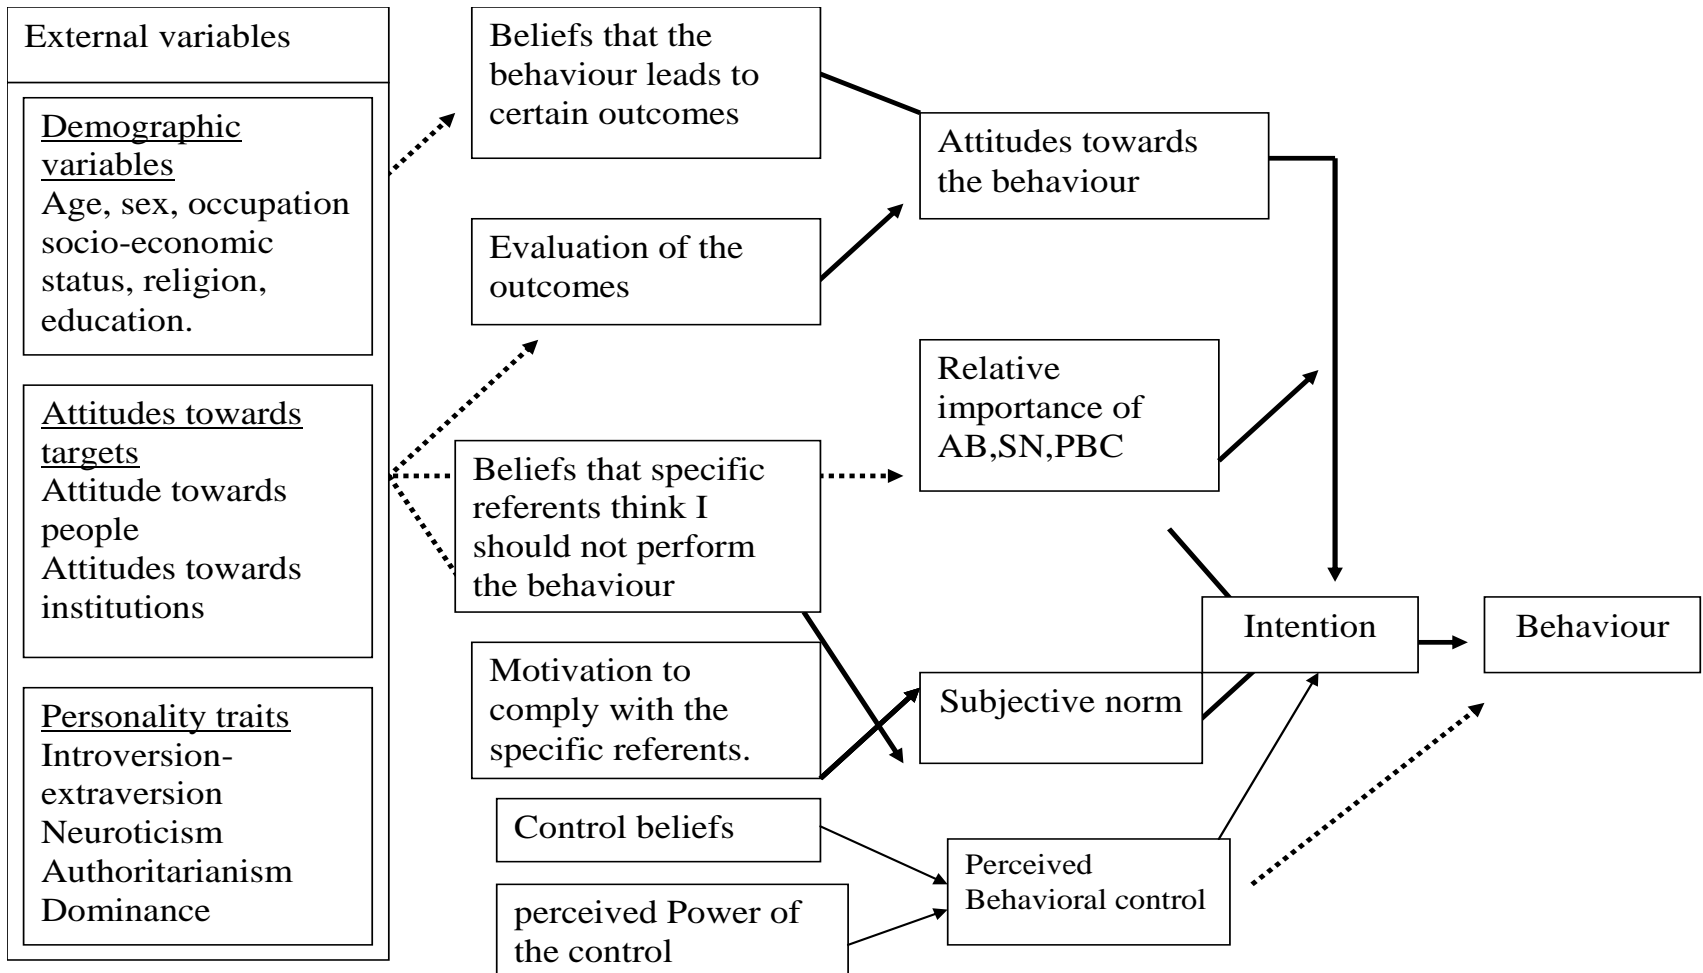 External variables
Demographic
variables
Age, sex, occupation
socio-economic
status, religion,
education.
Attitudes towards
targets
Attitude towards
people
Attitudes towards
institutions
Personality traits
Introversion-
extraversion
Neuroticism
Authoritarianism
Dominance
Beliefs that the
behaviour leads to
certain outcomes
Evaluation of the
outcomes
Beliefs that specific
referents think I
should not perform
the behaviour
Motivation to
comply with the
specific referents.
Control beliefs
perceived Power of
the control
Attitudes towards
the behaviour
Relative
importance of
AB,SN,PBC
Subjective norm
Perceived
Behavioral control
Intention
Behaviour